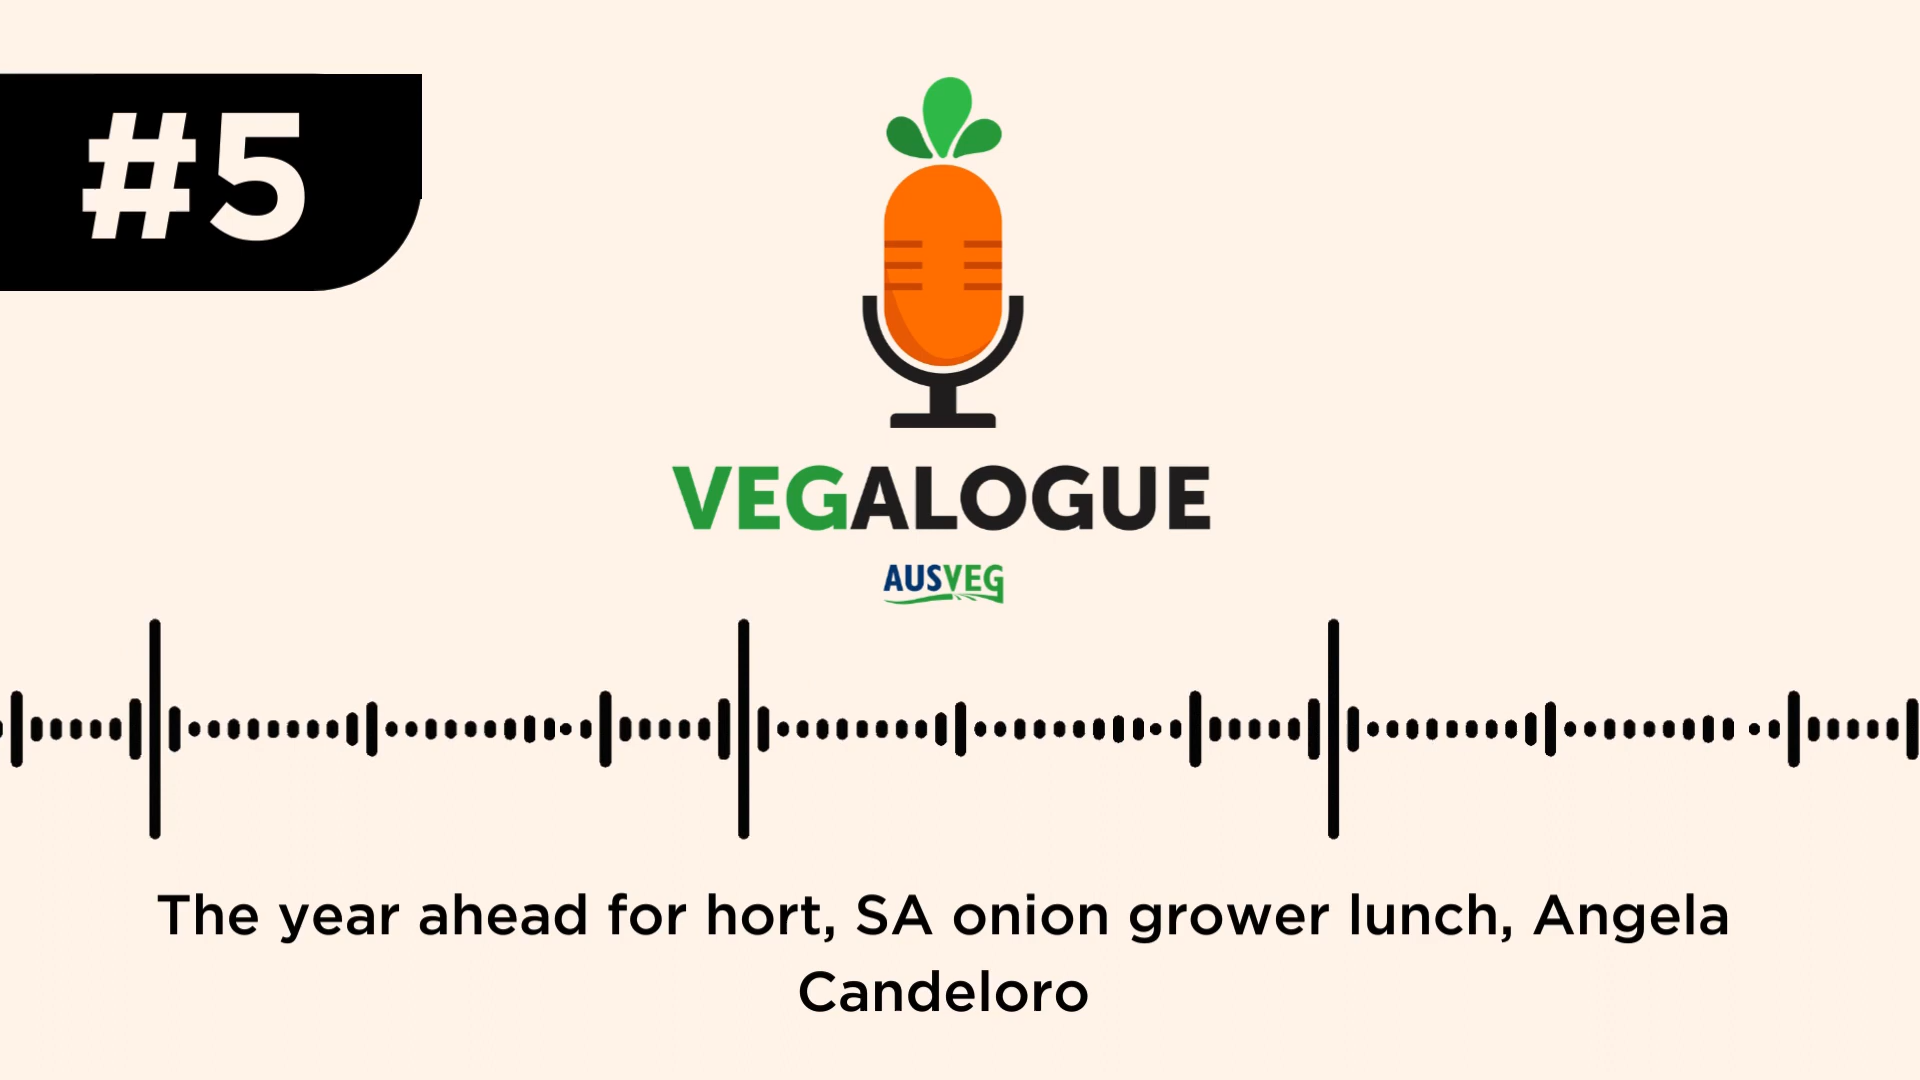 #5
VEGALOGUE
AUSVEG
The year ahead for hort, SA onion grower lunch, Angela
Candeloro